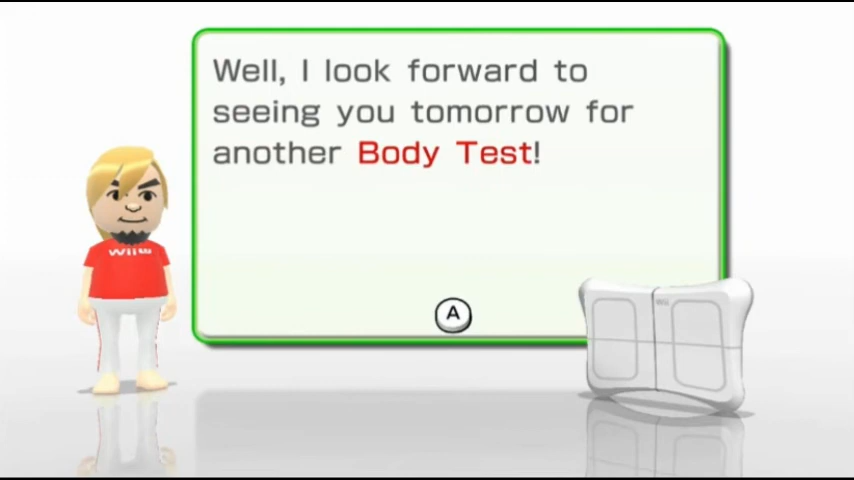 Well, I look forward to
seeing you tomorrow for
another Body Test!
A
Wii U
Wii